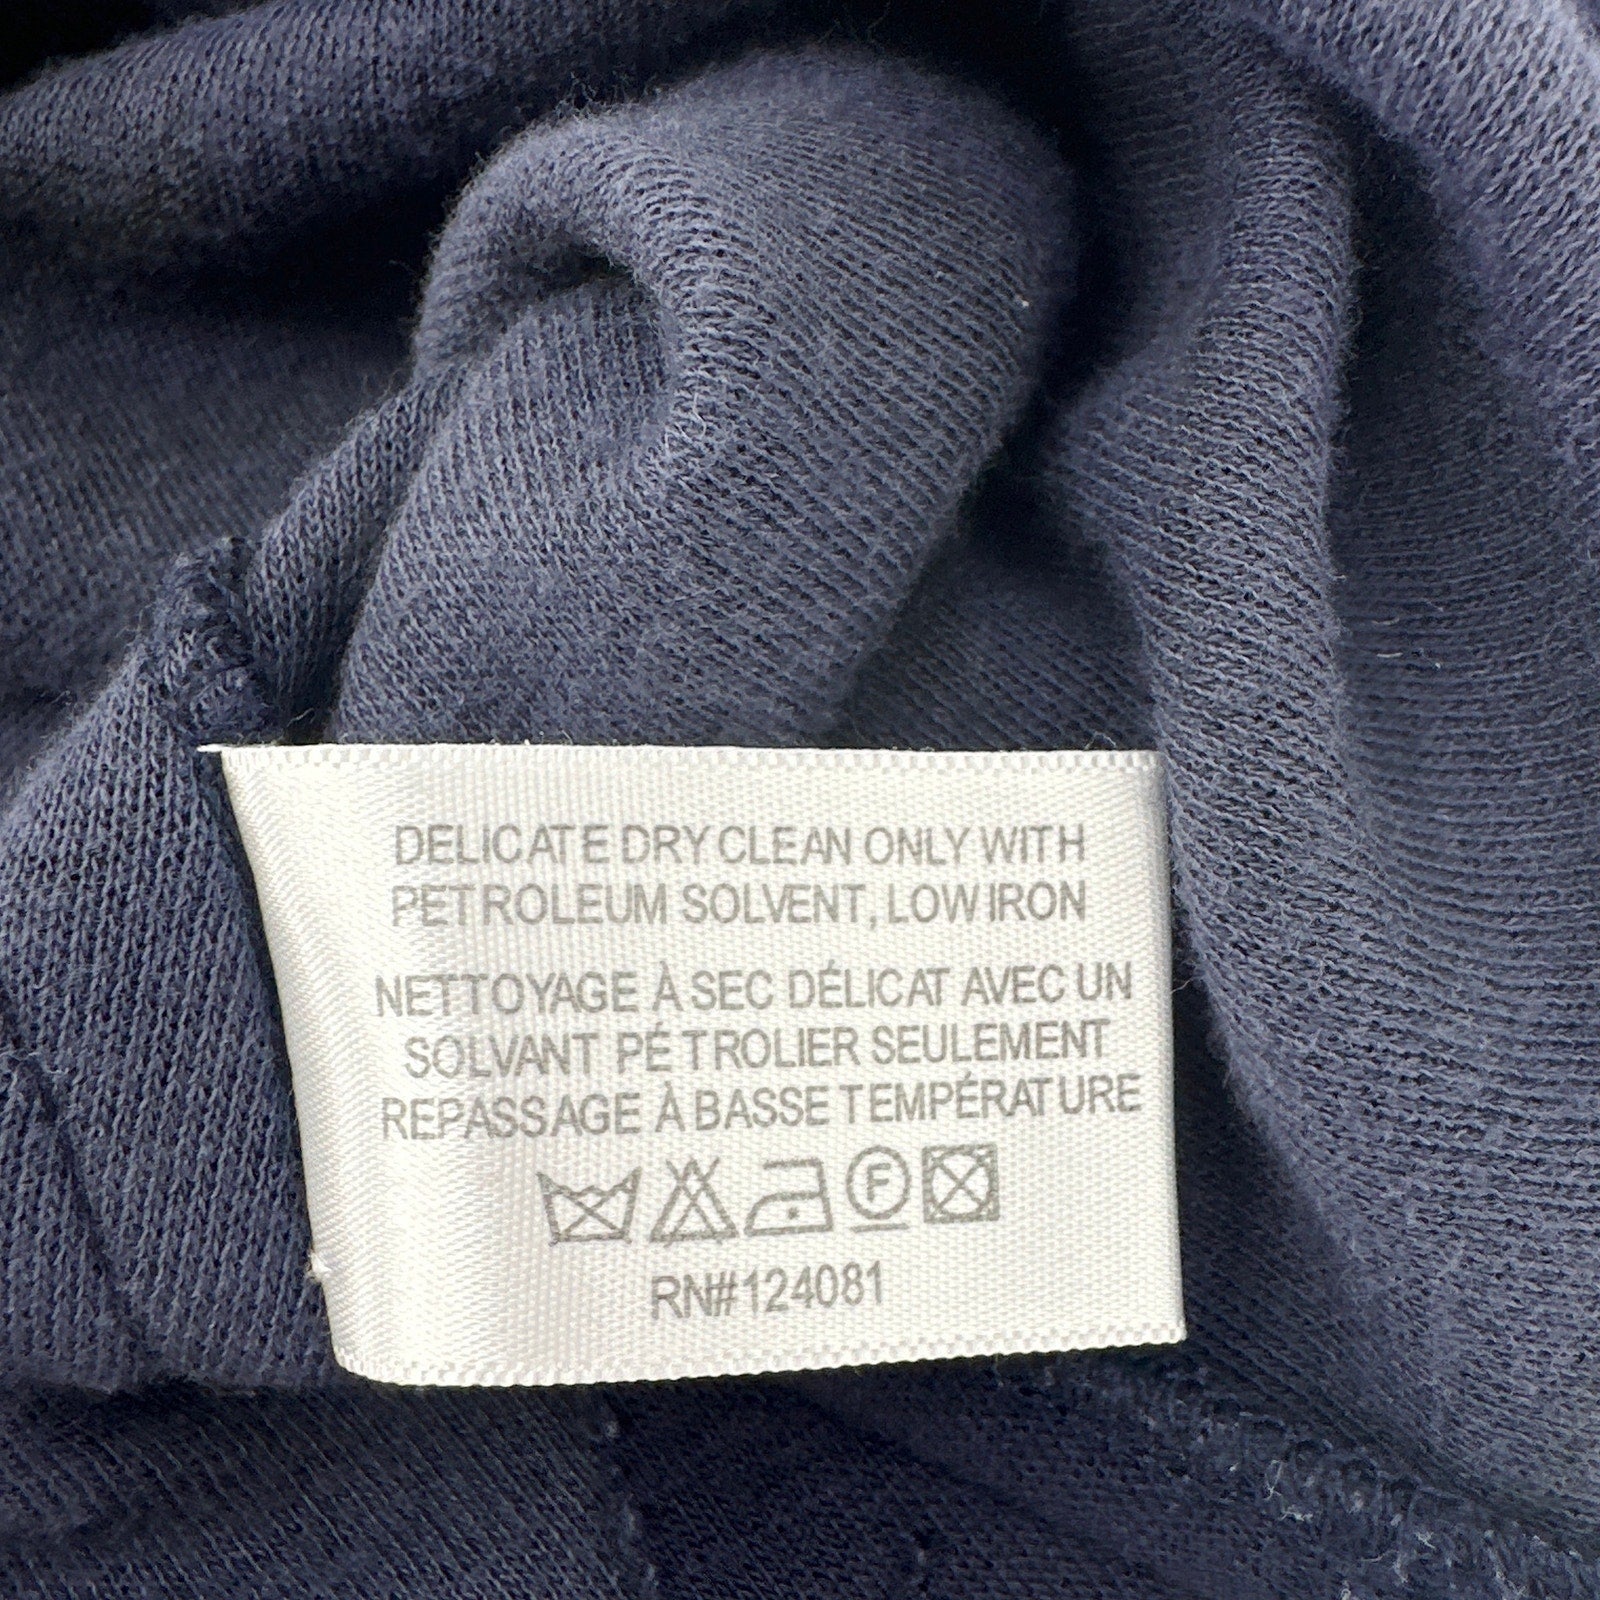 DELICATE DRY CLEAN ONLY WITH
PETROLEUM SOLVENT, LOW IRON
NETTOYAGE À SEC DÉLICAT AVEC UN
SOLVANT PÉTROLIER SEULEMENT
REPASSAGE À BASSE TEMPÉRATURE
F
RN#124081